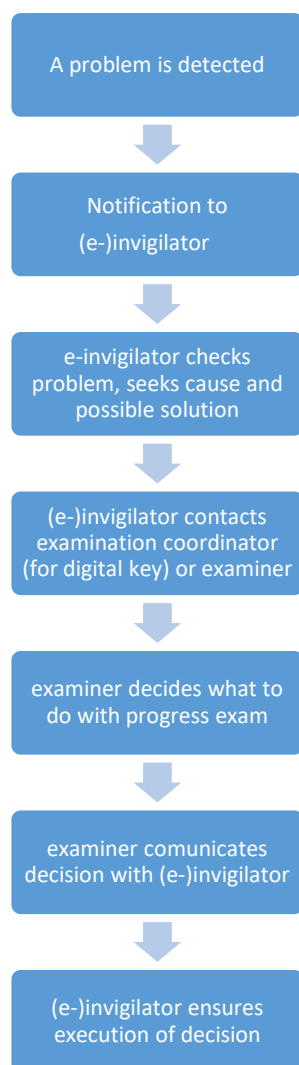 A problem is detected
Notification to
(e-)invigilator
e-invigilator checks
problem, seeks cause and
possible solution
(e-)invigilator contacts
examination coordinator
(for digital key) or examiner
examiner decides what to
do with progress exam
examiner comunicates
decision with (e-)invigilator
(e-)invigilator ensures
execution of decision